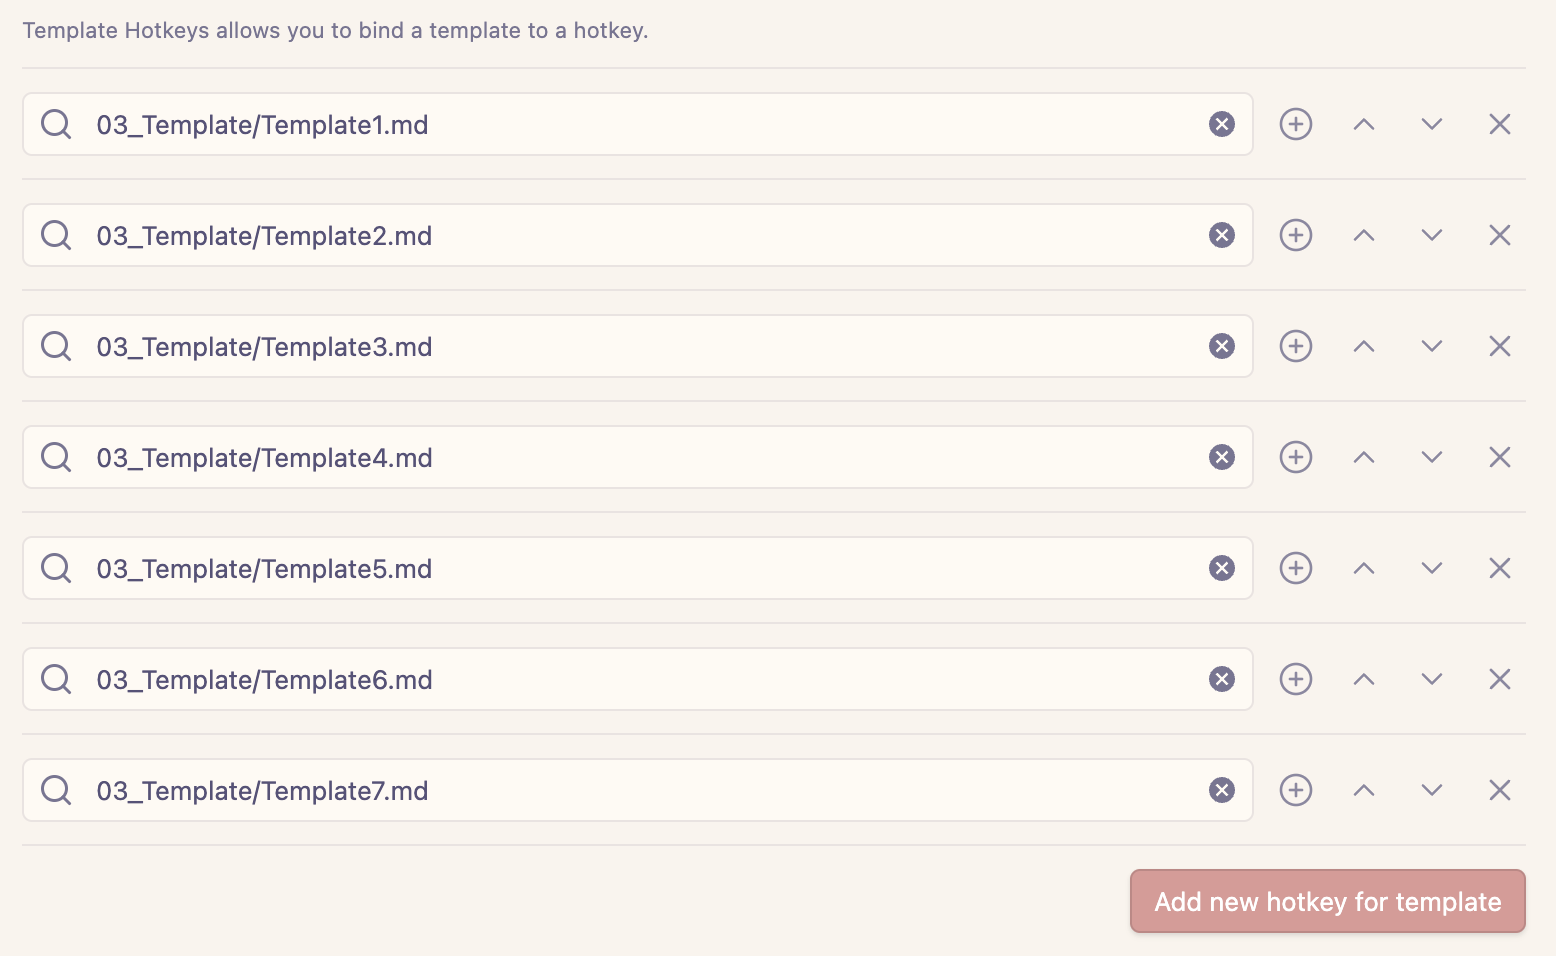 Template Hotkeys allows you to bind a template to a hotkey.
03_Template/Template1.md
03_Template/Template2.md
03_Template/Template3.md
03_Template/Template4.md
03_Template/Template5.md
03_Template/Template6.md
03_Template/Template7.md
Add new hotkey for template